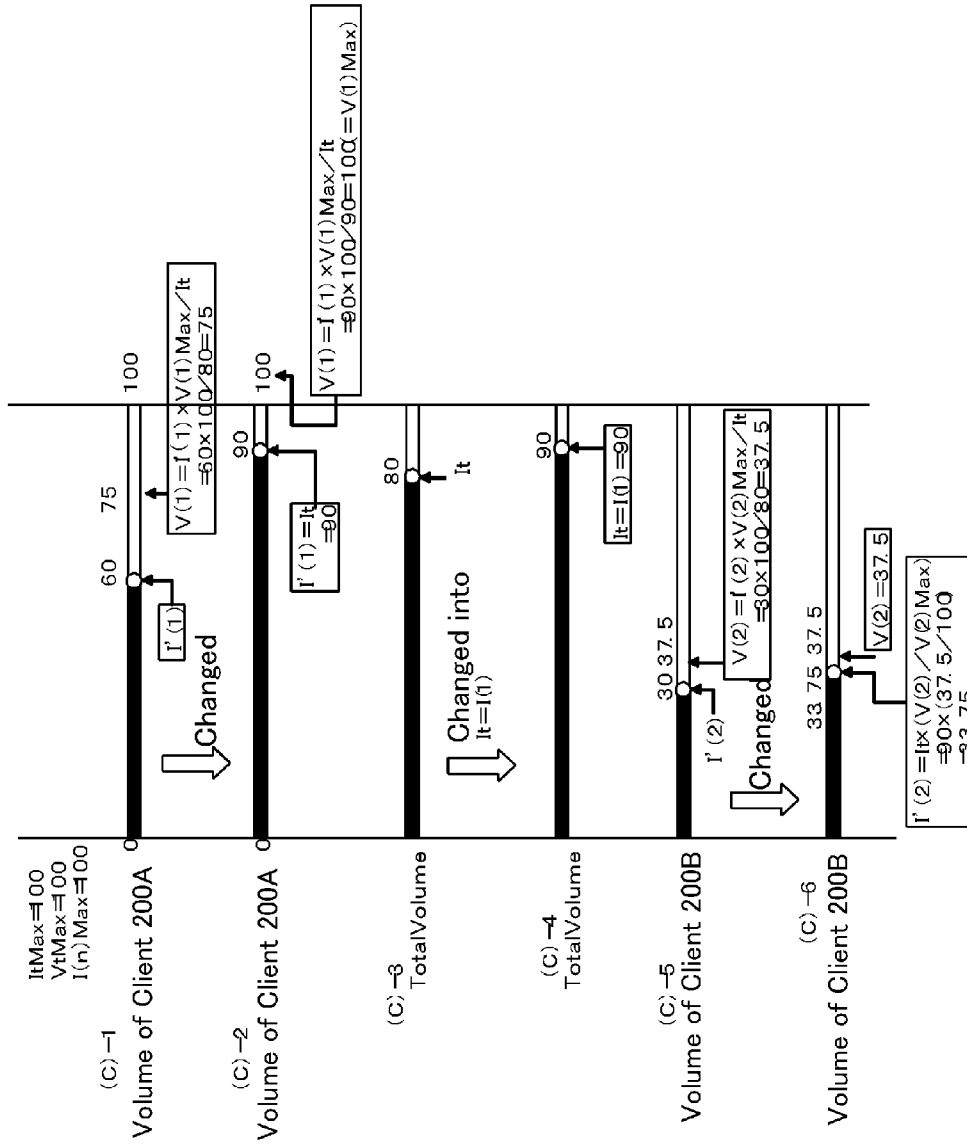 ItMax=100
VtMax=100
I(n)Max=100
(C)-1
Volume of Client 200A
0
60
75
100
I'(1)
V(1)=I'(1)×V(1)Max/It
=60×100/80=75
Changed
(C)-2
Volume of Client 200A
0
90
100
I'(1)=It
=90
V(1)=I'(1)×V(1)Max/It
=90×100/90=100(=V(1)Max)
(C)-3
TotalVolume
80
It
Changed into
It=I(1)
(C)-4
TotalVolume
90
It=I(1)=90
(C)-5
Volume of Client 200B
30 37.5
I'(2)
V(2)=I'(2)×V(2)Max/It
=30×100/80=37.5
Changed
(C)-6
Volume of Client 200B
33.75 37.5
V(2)=37.5
I'(2)=It×(V(2)/V(2)Max)
=90×(37.5/100)
=33.75